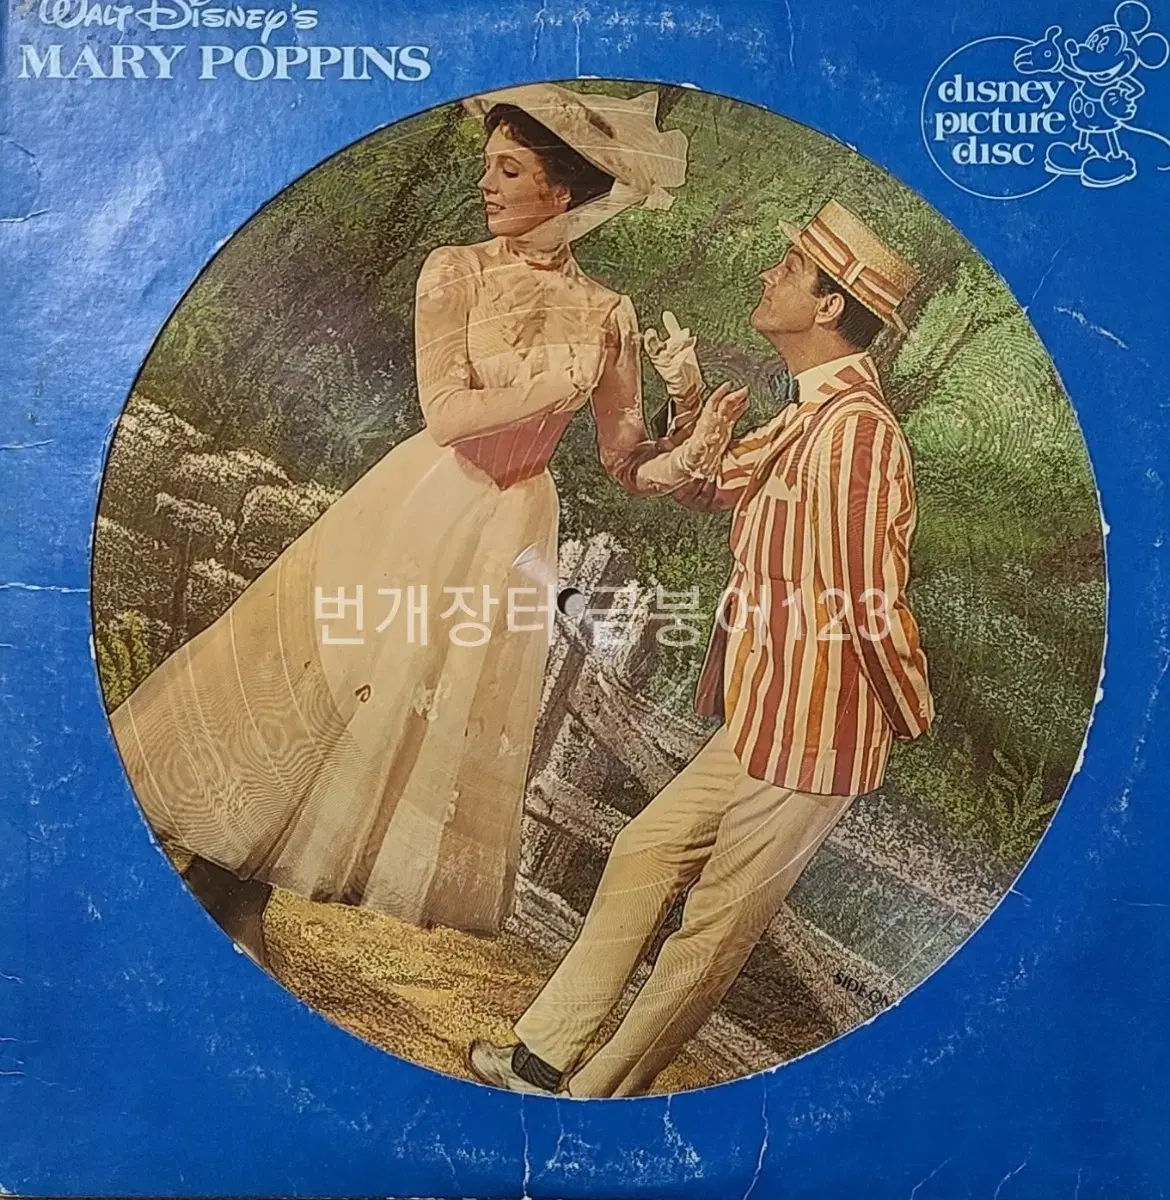 Walt Disney's
MARY POPPINS
disney
picture
disc
번개장터 금붕어123
SIDE ON